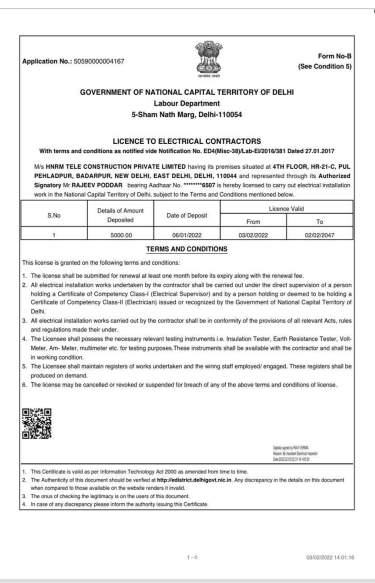 Application No.: 50590000004167
Form No-B
(See Condition 5)
GOVERNMENT OF NATIONAL CAPITAL TERRITORY OF DELHI
Labour Department
5-Sham Nath Marg, Delhi-110054
LICENCE TO ELECTRICAL CONTRACTORS
With terms and conditions as notified vide Notification No. ED4(Misc-38)/Lab-El/2016/381 Dated 27.01.2017
M/s HNRM TELE CONSTRUCTION PRIVATE LIMITED having its premises situated at 4TH FLOOR, HR-21-C, PUL
PEHLADPUR, BADARPUR, NEW DELHI, EAST DELHI, DELHI, 110044 and represented through its Authorized
Signatory Mr RAJEEV PODDAR bearing Aadhaar No. ********6507 is hereby licensed to carry out electrical installation
work in the National Capital Territory of Delhi, subject to the Terms and Conditions mentioned below.
S.No
Details of Amount
Deposited
Date of Deposit
Licence Valid
From
To
1
5000.00
06/01/2022
03/02/2022
02/02/2047
TERMS AND CONDITIONS
This license is granted on the following terms and conditions:
1. The license shall be submitted for renewal at least one month before its expiry along with the renewal fee.
2. All electrical installation works undertaken by the contractor shall be carried out under the direct supervision of a person
holding a Certificate of Competency Class-I (Electrical Supervisor) and by a person holding or deemed to be holding a
Certificate of Competency Class-II (Electrician) issued or recognized by the Government of National Capital Territory of
Delhi.
3. All electrical installation works carried out by the contractor shall be in conformity of the provisions of all relevant Acts, rules
and regulations made their under.
4. The Licensee shall possess the necessary relevant testing instruments i.e. Insulation Tester, Earth Resistance Tester, Volt-
Meter, Am- Meter, multimeter etc. for testing purposes.These instruments shall be available with the contractor and shall be
in working condition.
5. The Licensee shall maintain registers of works undertaken and the wiring staff employed/ engaged. These registers shall be
produced on demand.
6. The license may be cancelled or revoked or suspended for breach of any of the above terms and conditions of license.
1. This Certificate is valid as per Information Technology Act 2000 as amended from time to time.
2. The Authenticity of this document should be verified at http://edistrict.delhigovt.nic.in. Any discrepancy in the details on this document
when compared to those available on the website renders it invalid.
3. The onus of checking the legitimacy is on the users of this document.
4. In case of any discrepancy please inform the authority issuing this Certificate.
03/02/2022 14:01:16